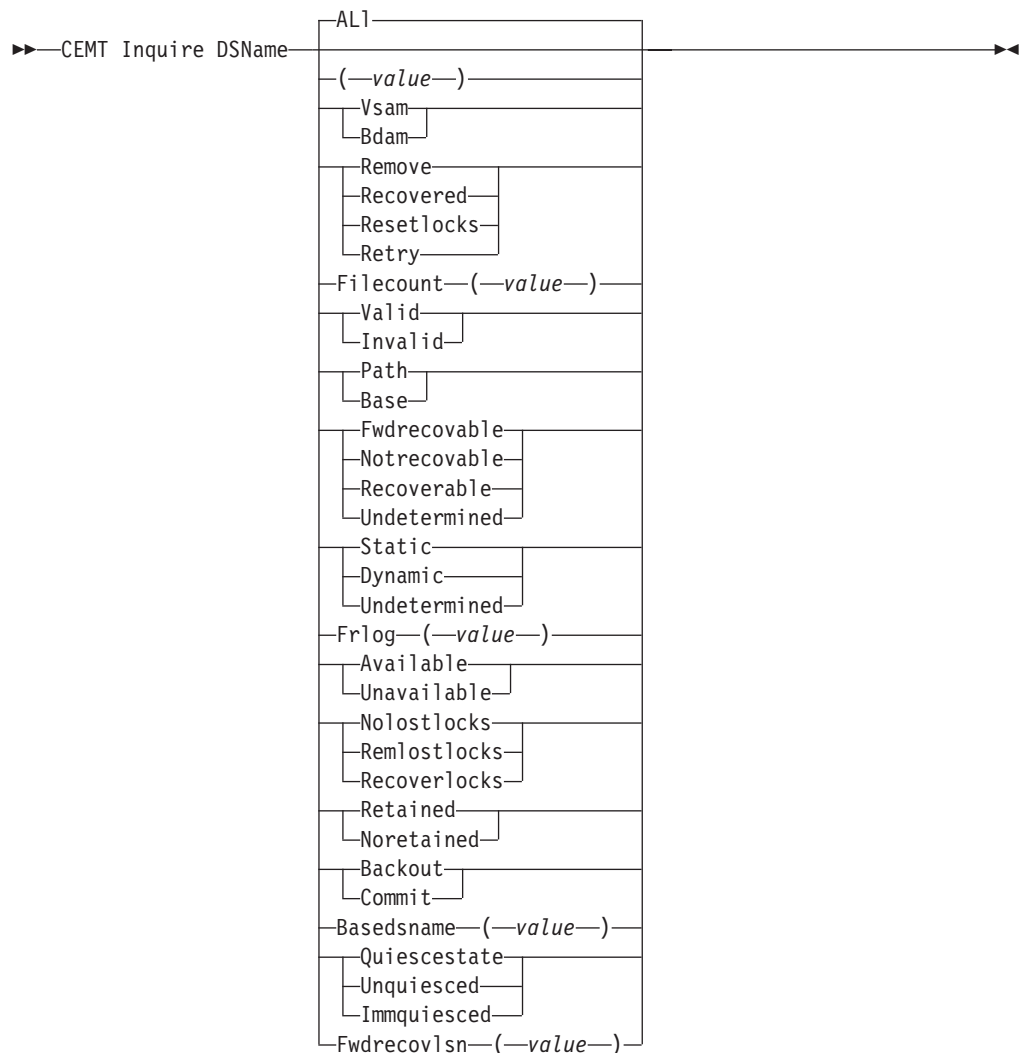 ALl
CEMT Inquire DSName
( value )
Vsam
Bdam
Remove
Recovered
Resetlocks
Retry
Filecount ( value )
Valid
Invalid
Path
Base
Fwdrecovable
Notrecovable
Recoverable
Undetermined
Static
Dynamic
Undetermined
Frlog ( value )
Available
Unavailable
Nolostlocks
Remlostlocks
Recoverlocks
Retained
Noretained
Backout
Commit
Basedsname ( value )
Quiescestate
Unquiesced
Immquiesced
Fwdrecovlsn ( value )